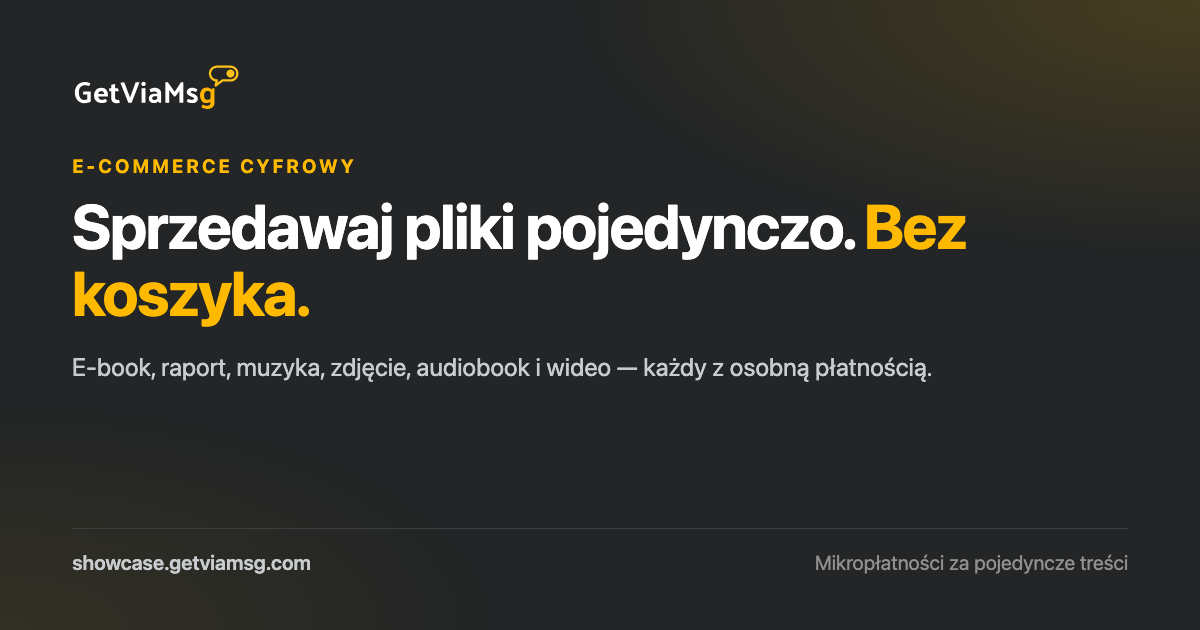 GetViaMsg
E-COMMERCE CYFROWY
Sprzedawaj pliki pojedynczo. Bez
koszyka.
E-book, raport, muzyka, zdjęcie, audiobook i wideo — każdy z osobną płatnością.
showcase.getviamsg.com
Mikropłatności za pojedyncze treści